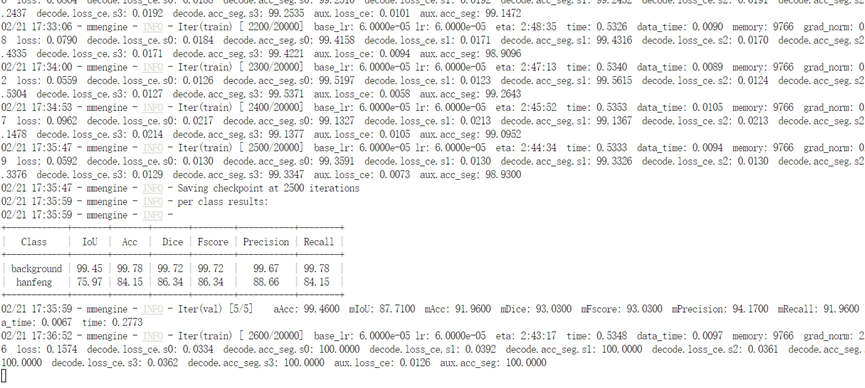 .2437  decode.loss_ce.s3: 0.0192  decode.acc_seg.s3: 99.2535  aux.loss_ce: 0.0101  aux.acc_seg: 99.1472
02/21 17:33:06 - mmengine - INFO - Iter(train) [ 2200/20000]  base_lr: 6.0000e-05 lr: 6.0000e-05  eta: 2:48:35  time: 0.5326  data_time: 0.0090  memory: 9766  grad_norm: 0
1  loss: 0.0790  decode.loss_ce.s0: 0.0184  decode.acc_seg.s0: 99.4158  decode.loss_ce.s1: 0.0171  decode.acc_seg.s1: 99.4316  decode.loss_ce.s2: 0.0170  decode.acc_seg.s2
.4335  decode.loss_ce.s3: 0.0171  decode.acc_seg.s3: 99.4221  aux.loss_ce: 0.0094  aux.acc_seg: 98.9096
02/21 17:34:00 - mmengine - INFO - Iter(train) [ 2300/20000]  base_lr: 6.0000e-05 lr: 6.0000e-05  eta: 2:47:13  time: 0.5340  data_time: 0.0089  memory: 9766  grad_norm: 0
2  loss: 0.0559  decode.loss_ce.s0: 0.0126  decode.acc_seg.s0: 99.5197  decode.loss_ce.s1: 0.0123  decode.acc_seg.s1: 99.5615  decode.loss_ce.s2: 0.0124  decode.acc_seg.s2
.5304  decode.loss_ce.s3: 0.0127  decode.acc_seg.s3: 99.5371  aux.loss_ce: 0.0058  aux.acc_seg: 99.2643
02/21 17:34:53 - mmengine - INFO - Iter(train) [ 2400/20000]  base_lr: 6.0000e-05 lr: 6.0000e-05  eta: 2:45:52  time: 0.5353  data_time: 0.0105  memory: 9766  grad_norm: 0
7  loss: 0.0962  decode.loss_ce.s0: 0.0217  decode.acc_seg.s0: 99.1327  decode.loss_ce.s1: 0.0213  decode.acc_seg.s1: 99.1367  decode.loss_ce.s2: 0.0213  decode.acc_seg.s2
.1478  decode.loss_ce.s3: 0.0214  decode.acc_seg.s3: 99.1377  aux.loss_ce: 0.0105  aux.acc_seg: 99.0952
02/21 17:35:47 - mmengine - INFO - Iter(train) [ 2500/20000]  base_lr: 6.0000e-05 lr: 6.0000e-05  eta: 2:44:34  time: 0.5333  data_time: 0.0094  memory: 9766  grad_norm: 0
9  loss: 0.0592  decode.loss_ce.s0: 0.0130  decode.acc_seg.s0: 99.3591  decode.loss_ce.s1: 0.0130  decode.acc_seg.s1: 99.3326  decode.loss_ce.s2: 0.0130  decode.acc_seg.s2
.3376  decode.loss_ce.s3: 0.0129  decode.acc_seg.s3: 99.3347  aux.loss_ce: 0.0073  aux.acc_seg: 98.9300
02/21 17:35:47 - mmengine - INFO - Saving checkpoint at 2500 iterations
02/21 17:35:59 - mmengine - INFO - per class results:
02/21 17:35:59 - mmengine - INFO -
| Class | IoU | Acc | Dice | Fscore | Precision | Recall |
| background | 99.45 | 99.78 | 99.72 | 99.72 | 99.67 | 99.78 |
| hanfeng | 75.97 | 84.15 | 86.34 | 86.34 | 88.66 | 84.15 |
02/21 17:35:59 - mmengine - INFO - Iter(val) [5/5]    aAcc: 99.4600  mIoU: 87.7100  mAcc: 91.9600  mDice: 93.0300  mFscore: 93.0300  mPrecision: 94.1700  mRecall: 91.9600
a_time: 0.0067  time: 0.2773
02/21 17:36:52 - mmengine - INFO - Iter(train) [ 2600/20000]  base_lr: 6.0000e-05 lr: 6.0000e-05  eta: 2:43:17  time: 0.5348  data_time: 0.0097  memory: 9766  grad_norm: 2
6  loss: 0.1574  decode.loss_ce.s0: 0.0334  decode.acc_seg.s0: 100.0000  decode.loss_ce.s1: 0.0392  decode.acc_seg.s1: 100.0000  decode.loss_ce.s2: 0.0361  decode.acc_seg.s2:
100.0000  decode.loss_ce.s3: 0.0362  decode.acc_seg.s3: 100.0000  aux.loss_ce: 0.0126  aux.acc_seg: 100.0000